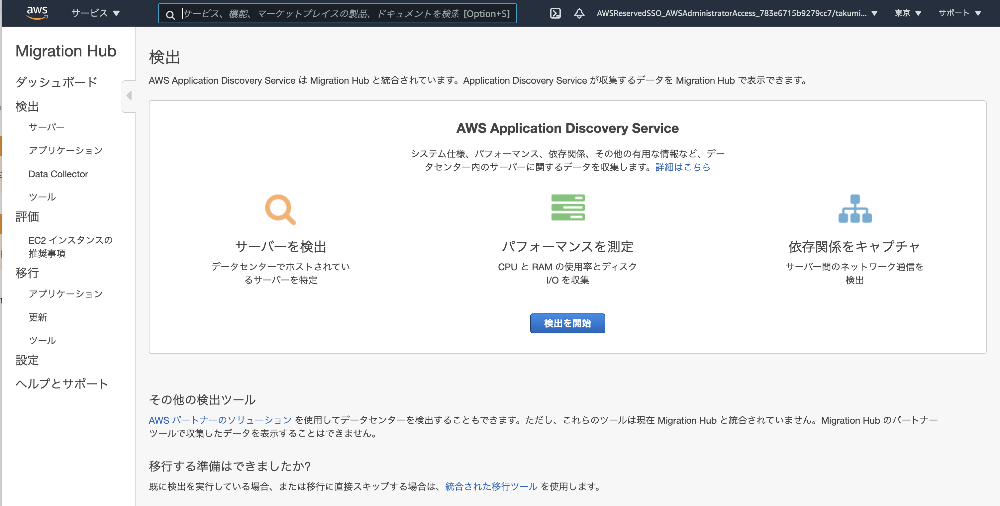 aws
サービス
サービス、機能、マーケットプレイスの製品、ドキュメントを検索 [Option+S]
AWSReservedSSO_AWSAdministratorAccess_783e6715b9279cc7/takumi...
東京
サポート
Migration Hub
ダッシュボード
検出
サーバー
アプリケーション
Data Collector
ツール
評価
EC2 インスタンスの
推奨事項
移行
アプリケーション
更新
ツール
設定
ヘルプとサポート
検出
AWS Application Discovery Service は Migration Hub と統合されています。Application Discovery Service が収集するデータを Migration Hub で表示できます。
AWS Application Discovery Service
システム仕様、パフォーマンス、依存関係、その他の有用な情報など、デー
タセンター内のサーバーに関するデータを収集します。詳細はこちら
サーバーを検出
データセンターでホストされてい
るサーバーを特定
パフォーマンスを測定
CPU と RAM の使用率とディスク
I/O を収集
依存関係をキャプチャ
サーバー間のネットワーク通信を
検出
検出を開始
その他の検出ツール
AWS パートナーのソリューション を使用してデータセンターを検出することもできます。ただし、これらのツールは現在 Migration Hub と統合されていません。Migration Hub のパートナー
ツールで収集したデータを表示することはできません。
移行する準備はできましたか?
既に検出を実行している場合、または移行に直接スキップする場合は、統合された移行ツール を使用します。